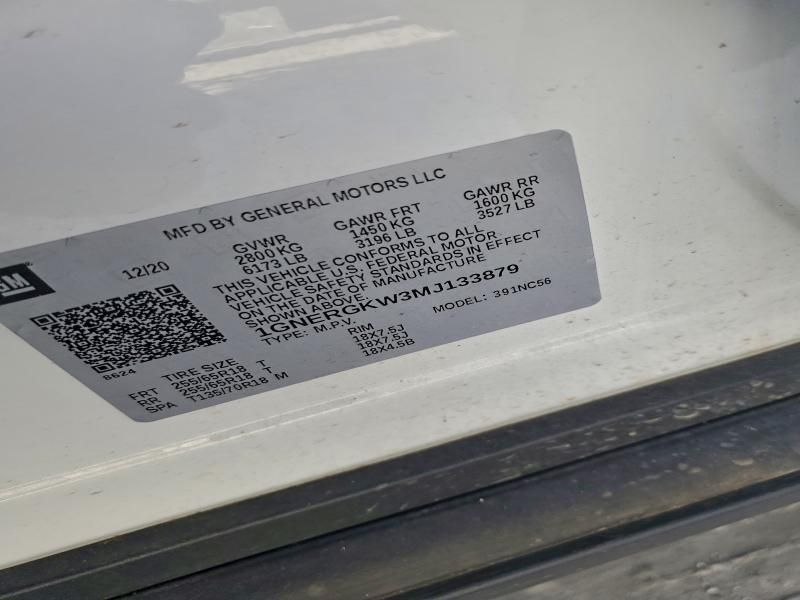 MFD BY GENERAL MOTORS LLC
GM
12/20
GVWR GAWR FRT GAWR RR
2800 KG 1450 KG 1600 KG
6173 LB 3196 LB 3527 LB
THIS VEHICLE CONFORMS TO ALL
APPLICABLE U.S. FEDERAL MOTOR
VEHICLE SAFETY STANDARDS IN EFFECT
ON THE DATE OF MANUFACTURE
SHOWN ABOVE.
1GNERGKW3MJ133879
TYPE: M.P.V. MODEL: 391NC56
8624
TIRE SIZE RIM
FRT 255/65R18 T 18X7.5J
RR 255/65R18 T 18X7.5J
SPA T135/70R18 M 18X4.5B